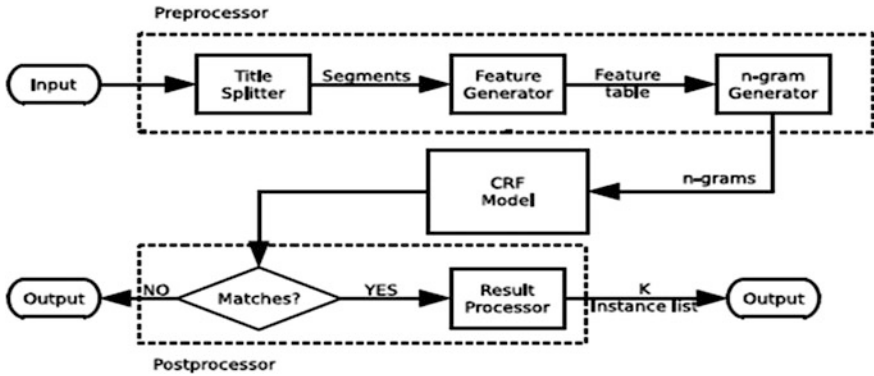 Preprocessor
Input
Title
Splitter
Segments
Feature
Generator
Feature
table
n-gram
Generator
CRF
Model
n-grams
Output
NO
Matches?
YES
Result
Processor
K
Instance list
Output
Postprocessor